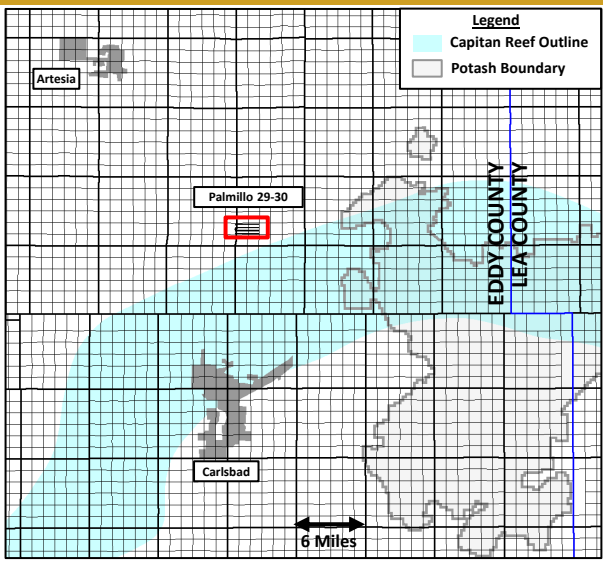 Legend
Capitan Reef Outline
Potash Boundary
Artesia
Palmillo 29-30
EDDY COUNTY
LEA COUNTY
Carlsbad
6 Miles